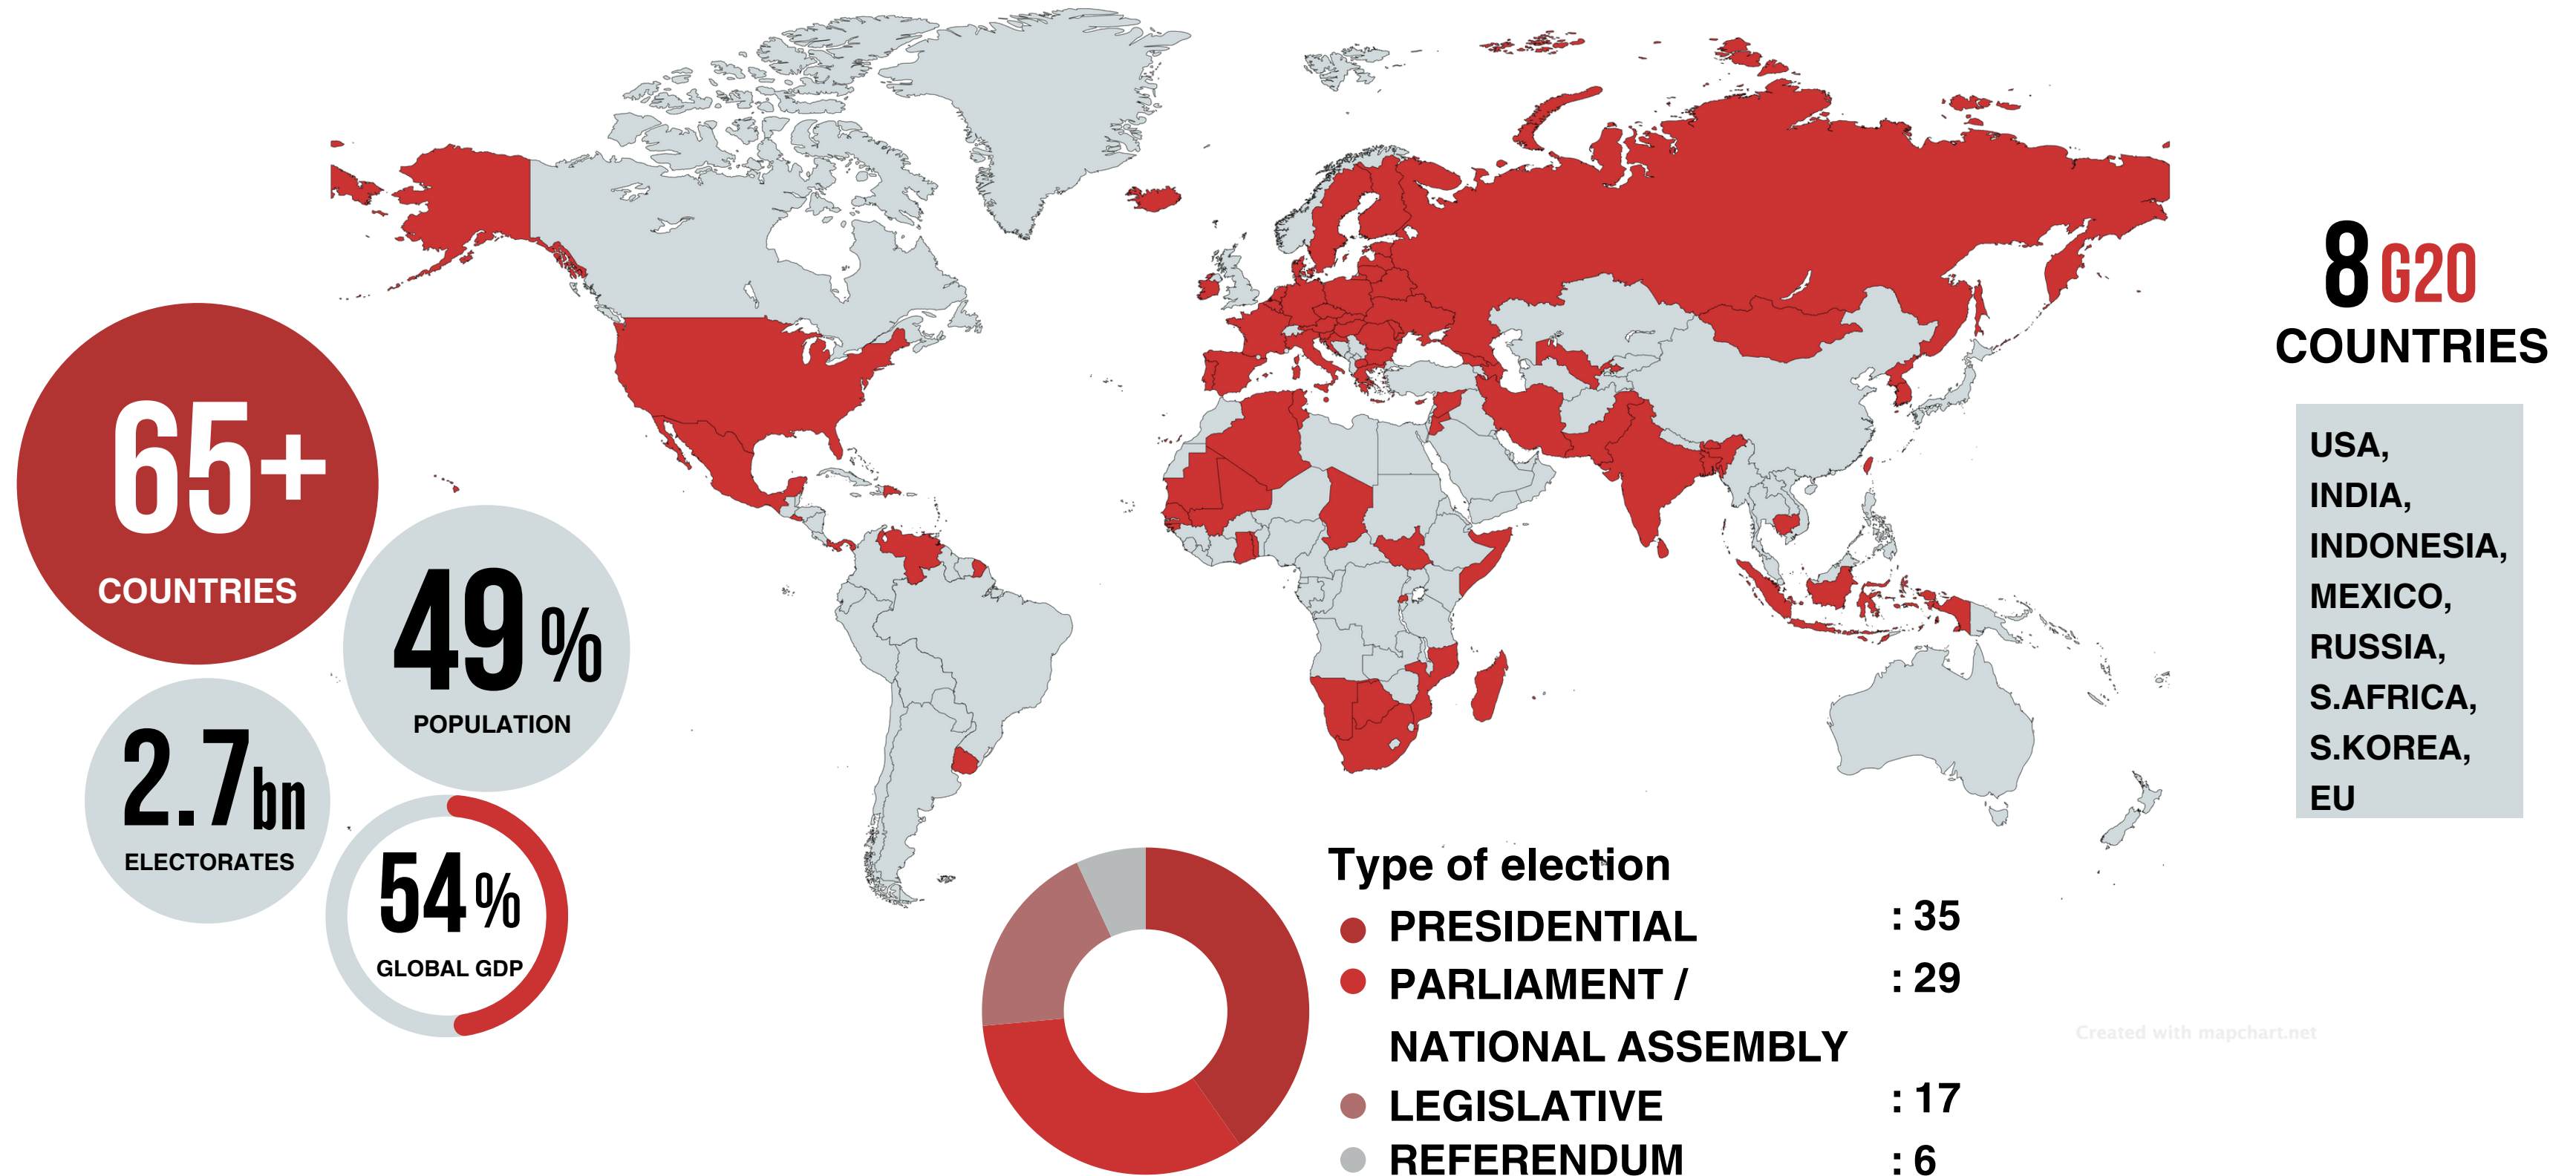 65+
COUNTRIES
49 %
POPULATION
2.7bn
ELECTORATES
54%
GLOBAL GDP
8 G20
COUNTRIES
USA,
INDIA,
INDONESIA,
MEXICO,
RUSSIA,
S.AFRICA,
S.KOREA,
EU
Type of election
PRESIDENTIAL : 35
PARLIAMENT / : 29
NATIONAL ASSEMBLY
LEGISLATIVE : 17
REFERENDUM : 6
Created with mapchart.net